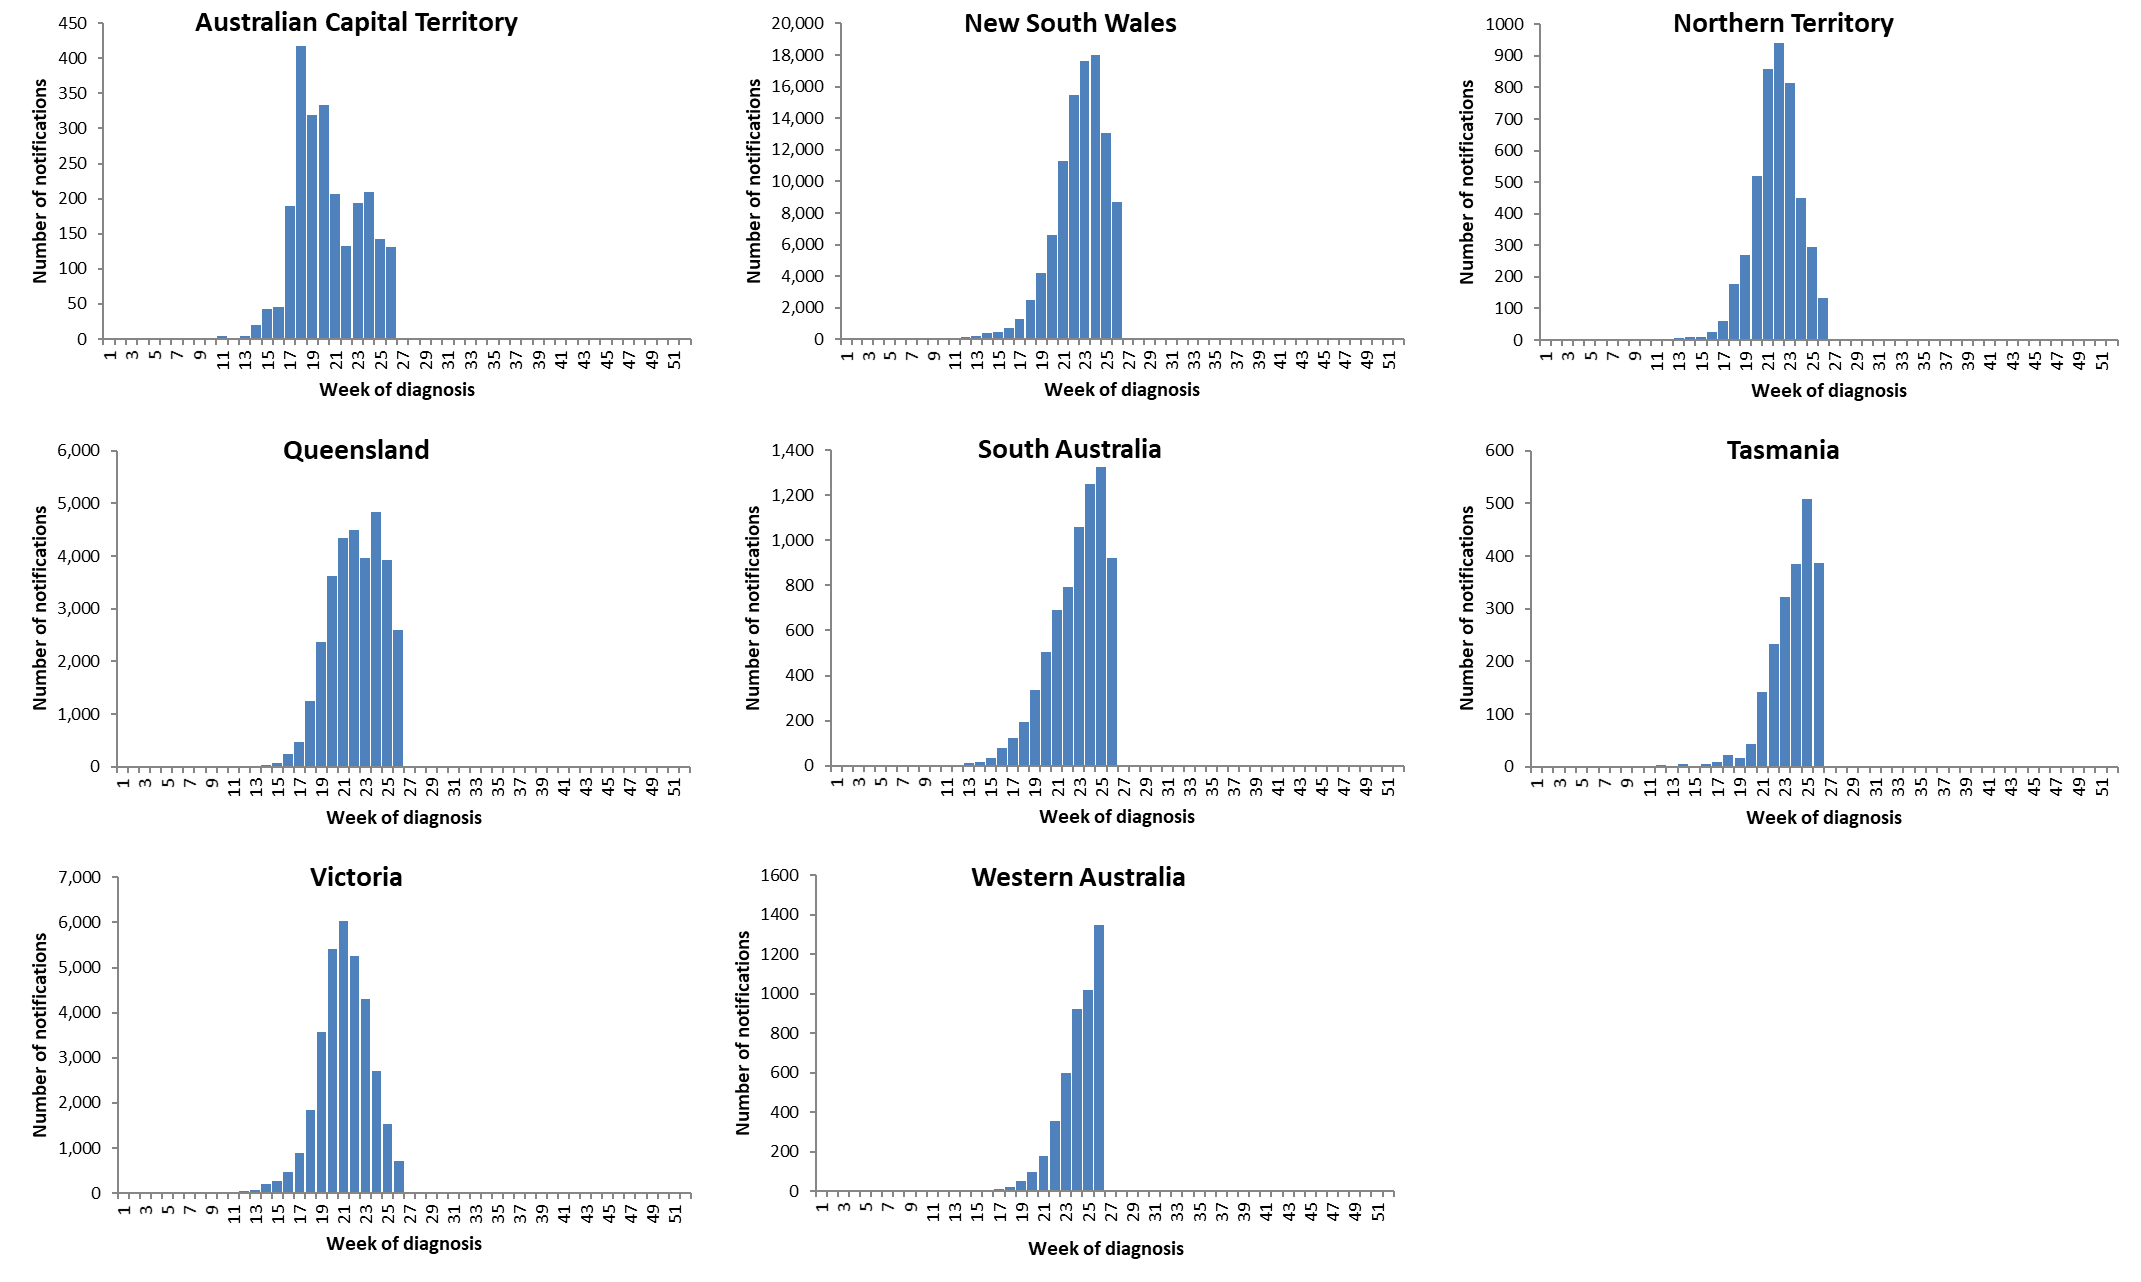 Australian Capital Territory
Number of notifications
450
400
350
300
250
200
150
100
50
0
1 3 5 7 9 11 13 15 17 19 21 23 25 27 29 31 33 35 37 39 41 43 45 47 49 51
Week of diagnosis
New South Wales
Number of notifications
20,000
18,000
16,000
14,000
12,000
10,000
8,000
6,000
4,000
2,000
0
1 3 5 7 9 11 13 15 17 19 21 23 25 27 29 31 33 35 37 39 41 43 45 47 49 51
Week of diagnosis
Northern Territory
Number of notifications
1000
900
800
700
600
500
400
300
200
100
0
1 3 5 7 9 11 13 15 17 19 21 23 25 27 29 31 33 35 37 39 41 43 45 47 49 51
Week of diagnosis
Queensland
Number of notifications
6,000
5,000
4,000
3,000
2,000
1,000
0
1 3 5 7 9 11 13 15 17 19 21 23 25 27 29 31 33 35 37 39 41 43 45 47 49 51
Week of diagnosis
South Australia
Number of notifications
1,400
1,200
1,000
800
600
400
200
0
1 3 5 7 9 11 13 15 17 19 21 23 25 27 29 31 33 35 37 39 41 43 45 47 49 51
Week of diagnosis
Tasmania
Number of notifications
600
500
400
300
200
100
0
1 3 5 7 9 11 13 15 17 19 21 23 25 27 29 31 33 35 37 39 41 43 45 47 49 51
Week of diagnosis
Victoria
Number of notifications
7,000
6,000
5,000
4,000
3,000
2,000
1,000
0
1 3 5 7 9 11 13 15 17 19 21 23 25 27 29 31 33 35 37 39 41 43 45 47 49 51
Week of diagnosis
Western Australia
Number of notifications
1600
1400
1200
1000
800
600
400
200
0
1 3 5 7 9 11 13 15 17 19 21 23 25 27 29 31 33 35 37 39 41 43 45 47 49 51
Week of diagnosis